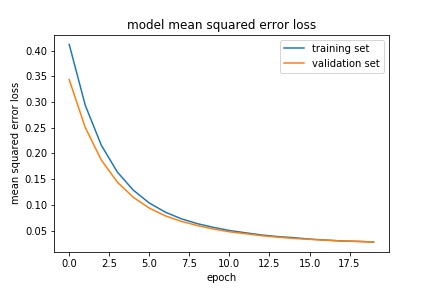 model mean squared error loss
training set
validation set
mean squared error loss
0.40
0.35
0.30
0.25
0.20
0.15
0.10
0.05
0.0 2.5 5.0 7.5 10.0 12.5 15.0 17.5
epoch